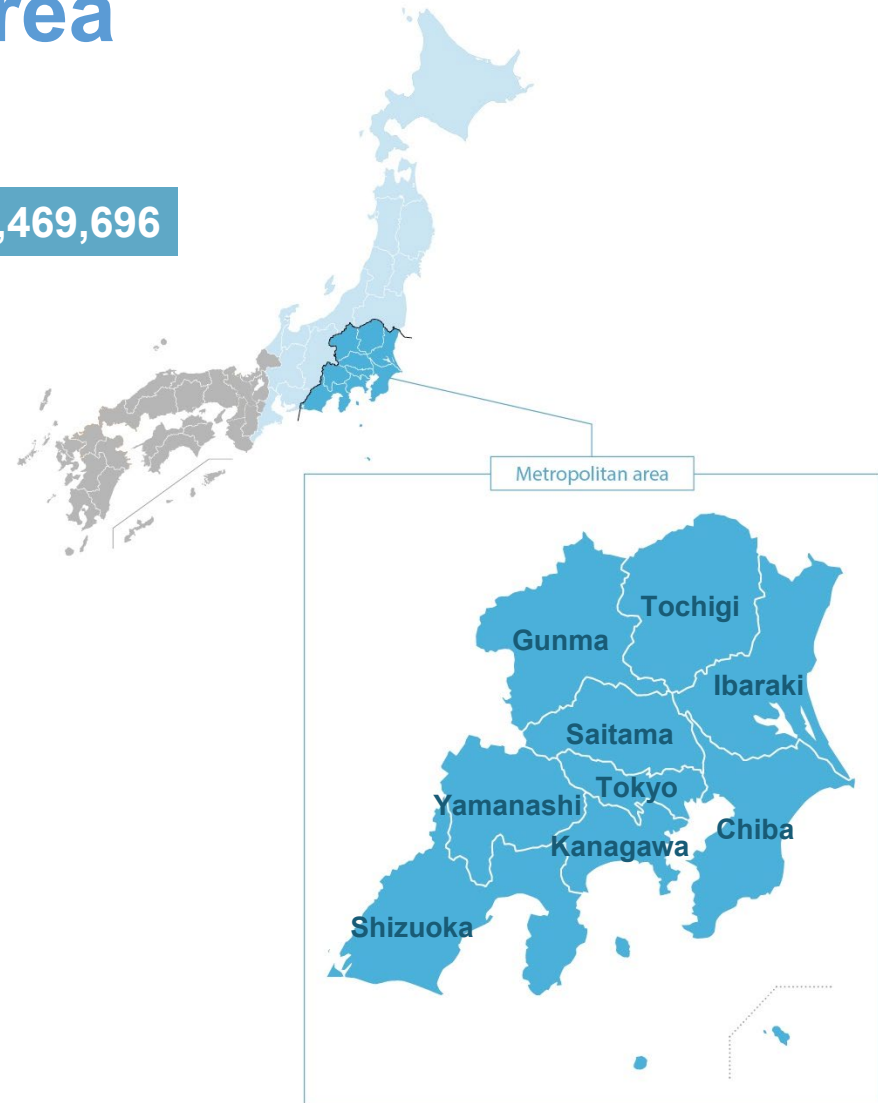 rea
,469,696
Metropolitan area
Tochigi
Gunma
Ibaraki
Saitama
Tokyo
Yamanashi
Chiba
Kanagawa
Shizuoka